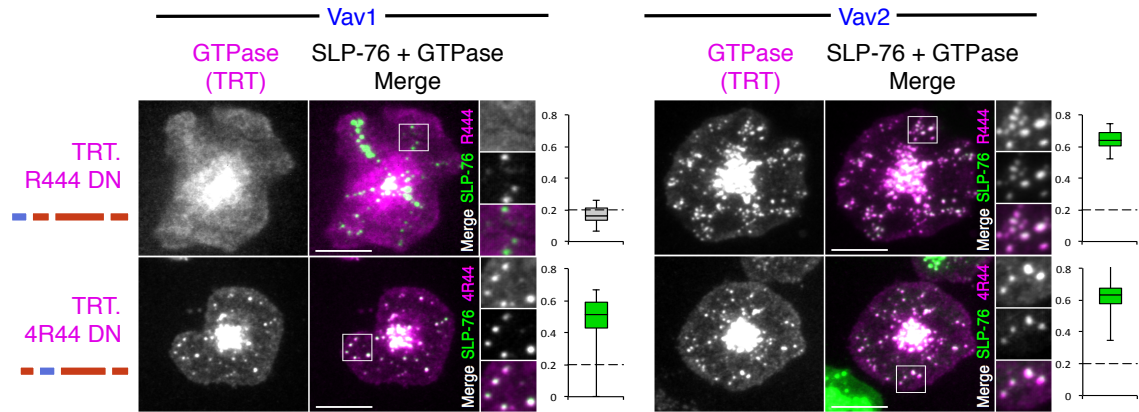 Vav1
Vav2
GTPase
(TRT)
SLP-76 + GTPase
Merge
GTPase
(TRT)
SLP-76 + GTPase
Merge
TRT.
R444 DN
Merge SLP-76 R444
0.8
0.6
0.4
0.2
0
Merge SLP-76 R444
0.8
0.6
0.4
0.2
0
TRT.
4R44 DN
Merge SLP-76 4R44
0.8
0.6
0.4
0.2
0
Merge SLP-76 4R44
0.8
0.6
0.4
0.2
0